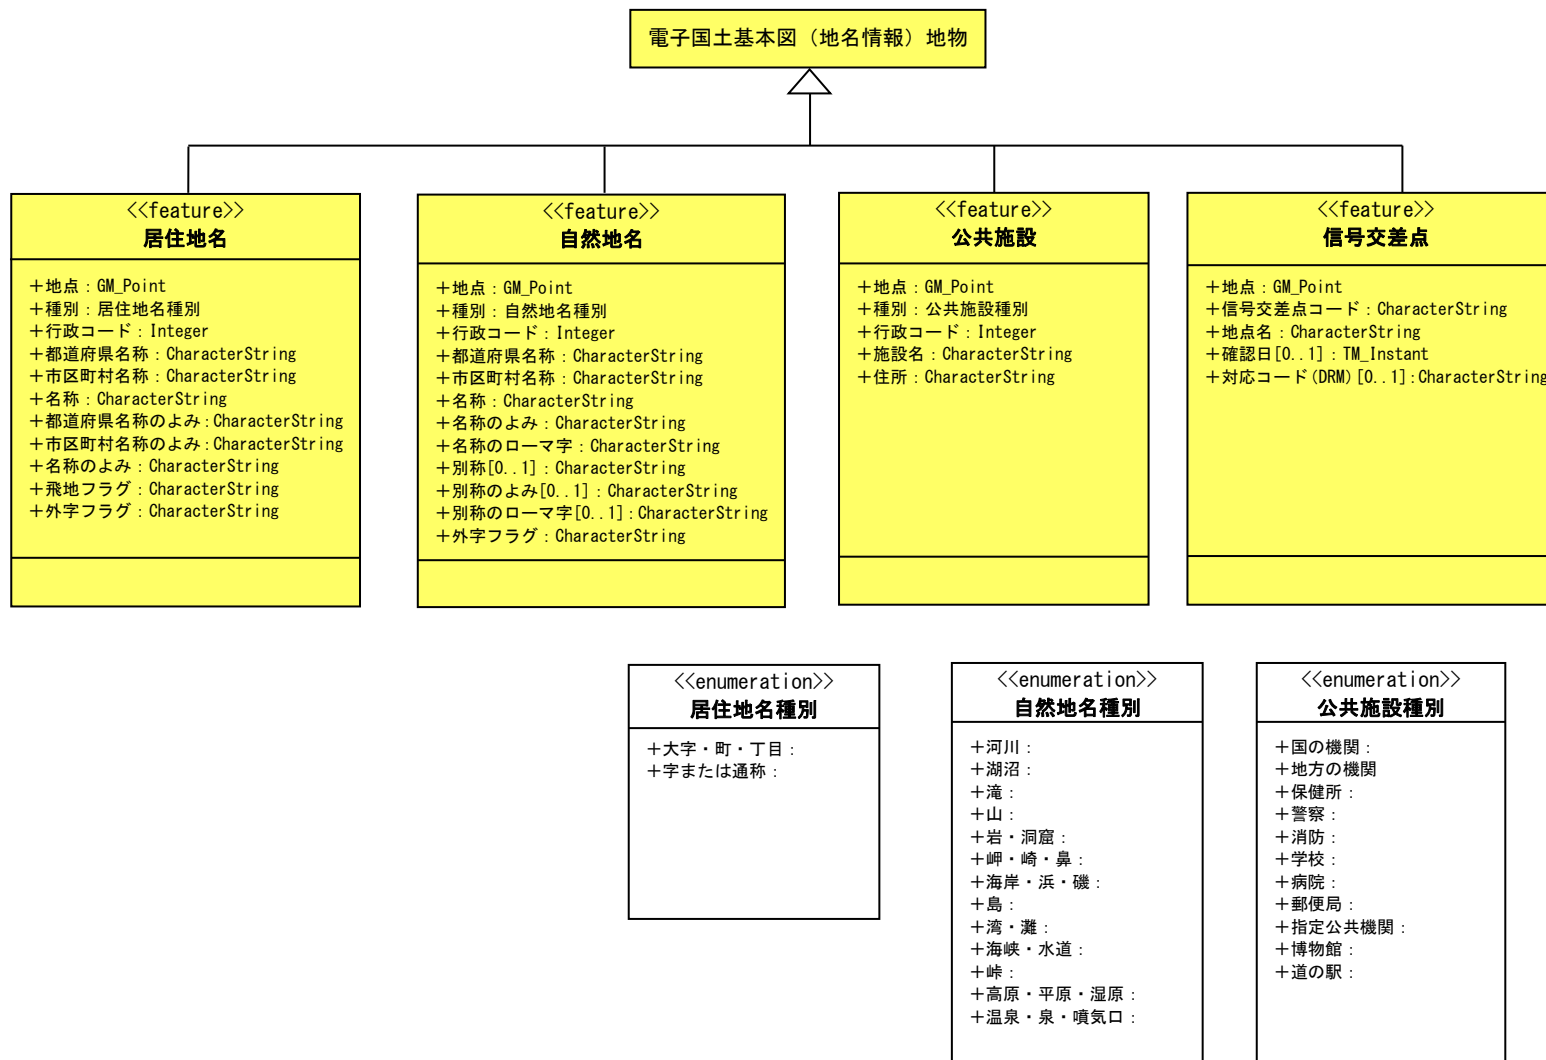 電子国土基本図（地名情報）地物
<<feature>>
居住地名
＋地点：GM_Point
＋種別：居住地名種別
＋行政コード：Integer
＋都道府県名称：CharacterString
＋市区町村名称：CharacterString
＋名称：CharacterString
＋都道府県名称のよみ：CharacterString
＋市区町村名称のよみ：CharacterString
＋名称のよみ：CharacterString
＋飛地フラグ：CharacterString
＋外字フラグ：CharacterString
<<feature>>
自然地名
＋地点：GM_Point
＋種別：自然地名種別
＋行政コード：Integer
＋都道府県名称：CharacterString
＋市区町村名称：CharacterString
＋名称：CharacterString
＋名称のよみ：CharacterString
＋名称のローマ字：CharacterString
＋別称[0..1]：CharacterString
＋別称のよみ[0..1]：CharacterString
＋別称のローマ字[0..1]：CharacterString
＋外字フラグ：CharacterString
<<feature>>
公共施設
＋地点：GM_Point
＋種別：公共施設種別
＋行政コード：Integer
＋施設名：CharacterString
＋住所：CharacterString
<<feature>>
信号交差点
＋地点：GM_Point
＋信号交差点コード：CharacterString
＋地点名：CharacterString
＋確認日[0..1]：TM_Instant
＋対応コード(DRM)[0..1]:CharacterString
<<enumeration>>
居住地名種別
＋大字・町・丁目：
＋字または通称：
<<enumeration>>
自然地名種別
＋河川：
＋湖沼：
＋滝：
＋山：
＋岩・洞窟：
＋岬・崎・鼻：
＋海岸・浜・磯：
＋島：
＋湾・灘：
＋海峡・水道：
＋峠：
＋高原・平原・湿原：
＋温泉・泉・噴気口：
<<enumeration>>
公共施設種別
＋国の機関：
＋地方の機関
＋保健所：
＋警察：
＋消防：
＋学校：
＋病院：
＋郵便局：
＋指定公共機関：
＋博物館：
＋道の駅：